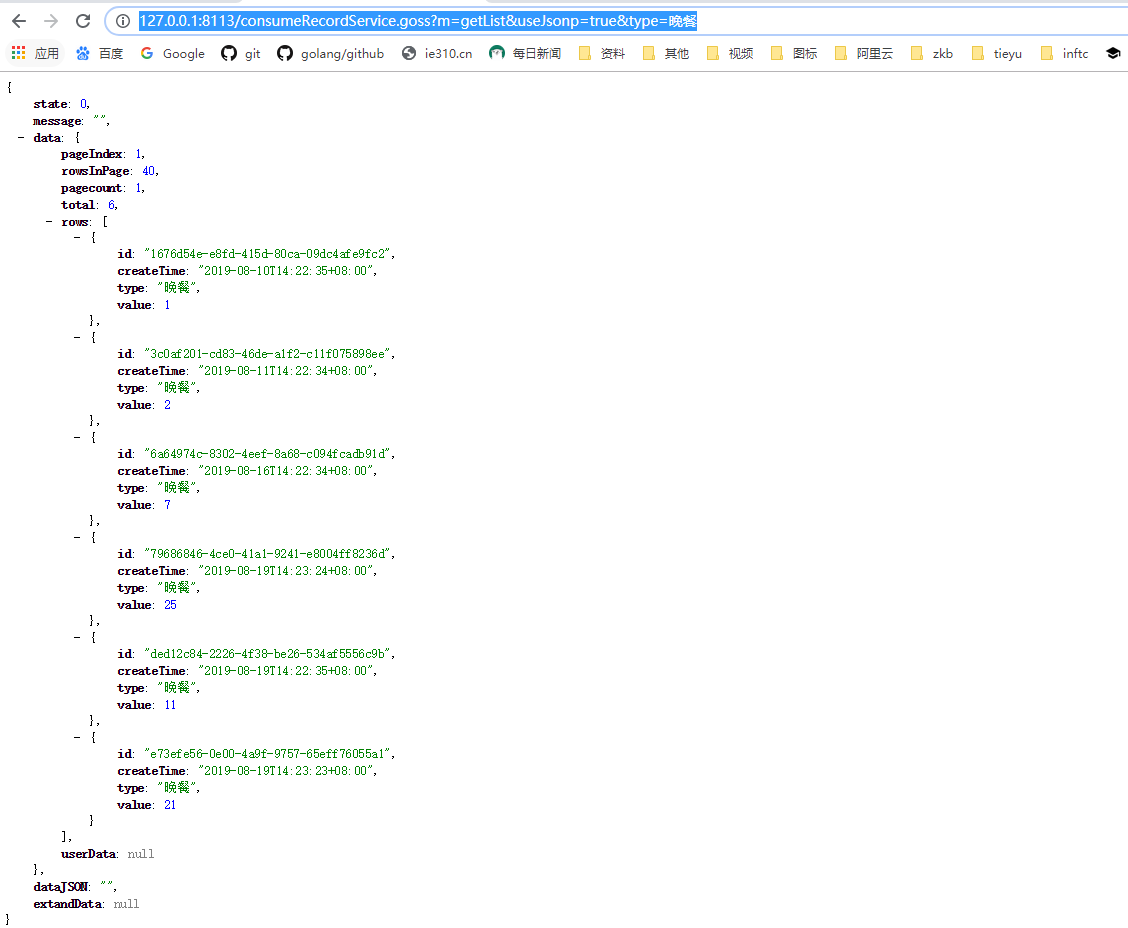 127.0.0.1:8113/consumeRecordService.goss?m=getList&useJsonp=true&type=晚餐
应用 百度 Google git golang/github ie310.cn 每日新闻 资料 其他 视频 图标 阿里云 zkb tieyu inftc
{
state: 0,
message: "",
- data: {
pageIndex: 1,
rowsInPage: 40,
pagecount: 1,
total: 6,
- rows: [
- {
id: "1676d54e-e8fd-415d-80ca-09dc4afe9fc2",
createTime: "2019-08-10T14:22:35+08:00",
type: "晚餐",
value: 1
},
- {
id: "3c0af201-cd83-46de-a1f2-c11f075898ee",
createTime: "2019-08-11T14:22:34+08:00",
type: "晚餐",
value: 2
},
- {
id: "6a64974c-8302-4eef-8a68-c094fcadb91d",
createTime: "2019-08-16T14:22:34+08:00",
type: "晚餐",
value: 7
},
- {
id: "79686846-4ce0-41a1-9241-e8004ff8236d",
createTime: "2019-08-19T14:23:24+08:00",
type: "晚餐",
value: 25
},
- {
id: "ded12c84-2226-4f38-be26-534af5556c9b",
createTime: "2019-08-19T14:22:35+08:00",
type: "晚餐",
value: 11
},
- {
id: "e73efe56-0e00-4a9f-9757-65eff76055a1",
createTime: "2019-08-19T14:23:23+08:00",
type: "晚餐",
value: 21
}
],
userData: null
},
dataJSON: "",
extandData: null
}